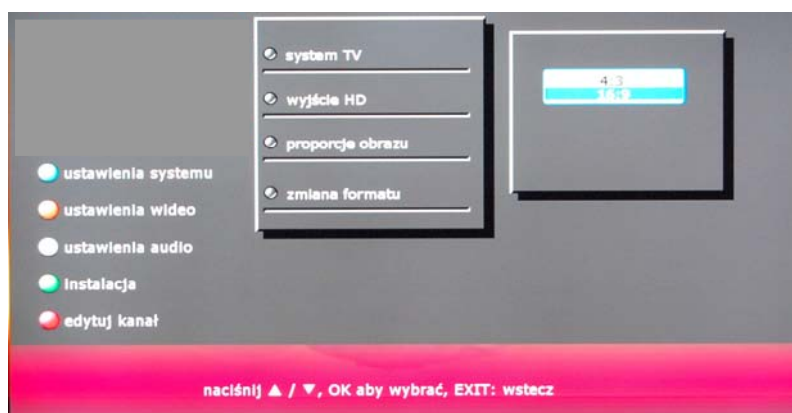 system TV
wyjście HD
proporcje obrazu
zmiana formatu
4:3
16:9
ustawienia systemu
ustawienia wideo
ustawienia audio
instalacja
edytuj kanał
naciśnij ▲ / ▼, OK aby wybrać, EXIT: wstecz